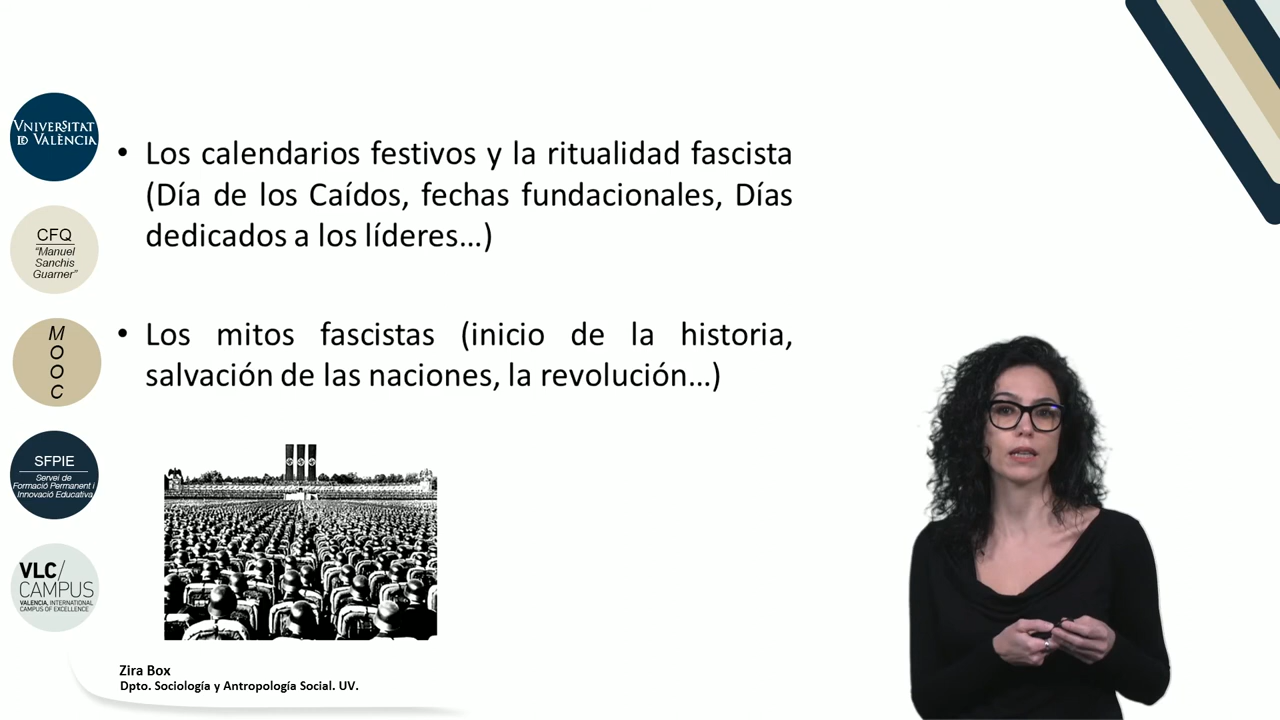 VNIVERSITAT
ID VALÈNCIA
CFQ
"Manuel
Sanchis
Guarner"
M
O
O
C
SFPIE
Servei de
Formació Permanent i
Innovació Educativa
VLC/
CAMPUS
VALENCIA, INTERNATIONAL
CAMPUS OF EXCELLENCE
• Los calendarios festivos y la ritualidad fascista
(Día de los Caídos, fechas fundacionales, Días
dedicados a los líderes...)
• Los mitos fascistas (inicio de la historia,
salvación de las naciones, la revolución...)
Zira Box
Dpto. Sociología y Antropología Social. UV.